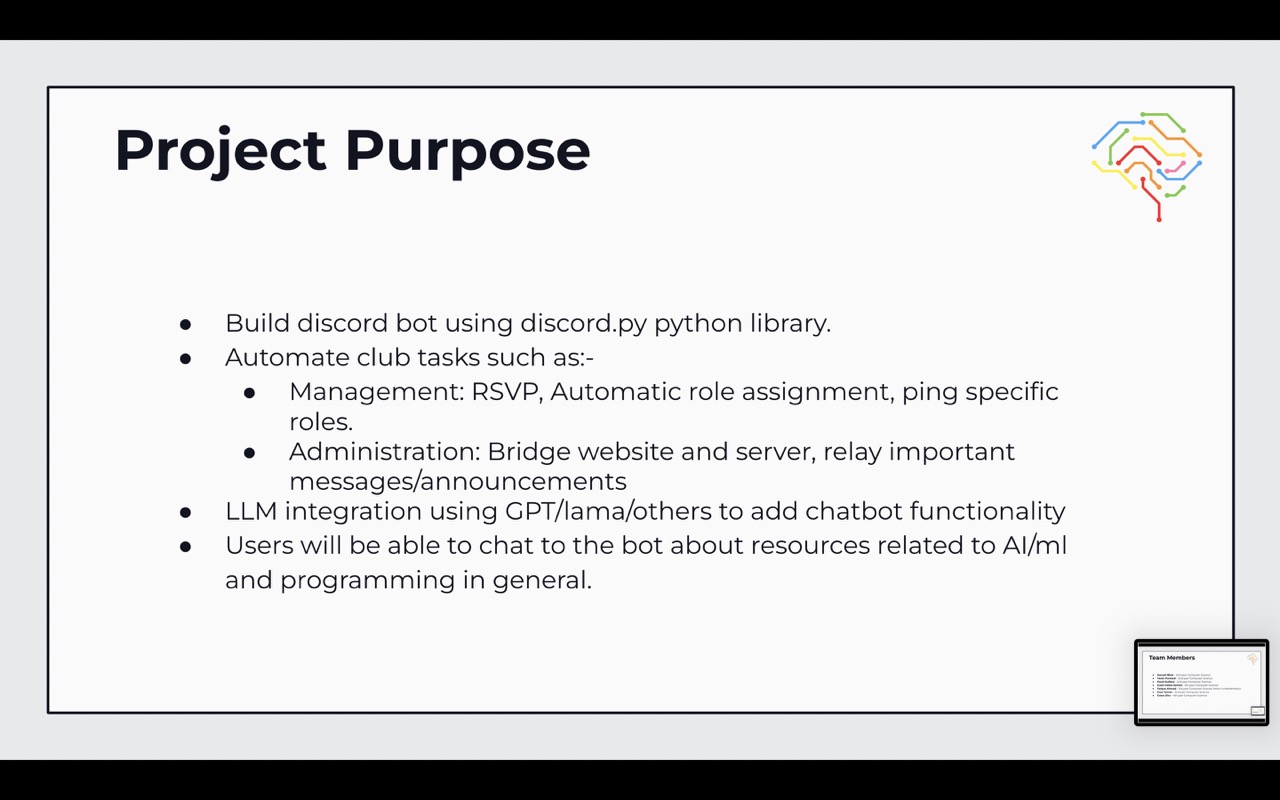 Project Purpose
● Build discord bot using discord.py python library.
● Automate club tasks such as:-
● Management: RSVP, Automatic role assignment, ping specific
roles.
● Administration: Bridge website and server, relay important
messages/announcements
● LLM integration using GPT/lama/others to add chatbot functionality
● Users will be able to chat to the bot about resources related to AI/ml
and programming in general.
Team Members